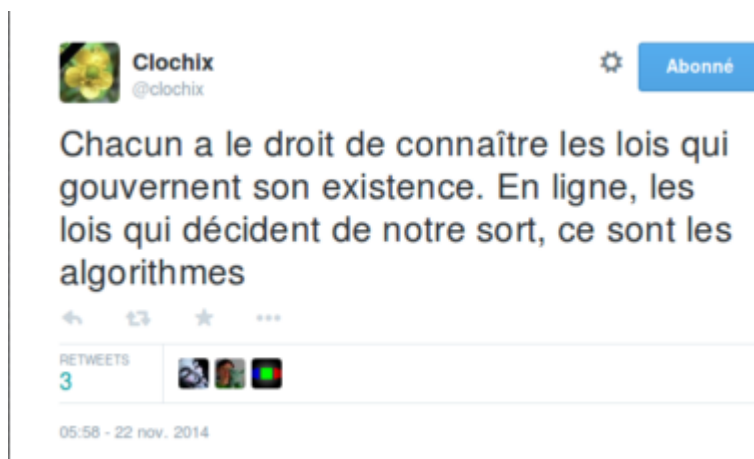 Clochix
@clochix
Abonné
Chacun a le droit de connaître les lois qui
gouvernent son existence. En ligne, les
lois qui décident de notre sort, ce sont les
algorithmes
RETWEETS
3
05:58 - 22 nov. 2014